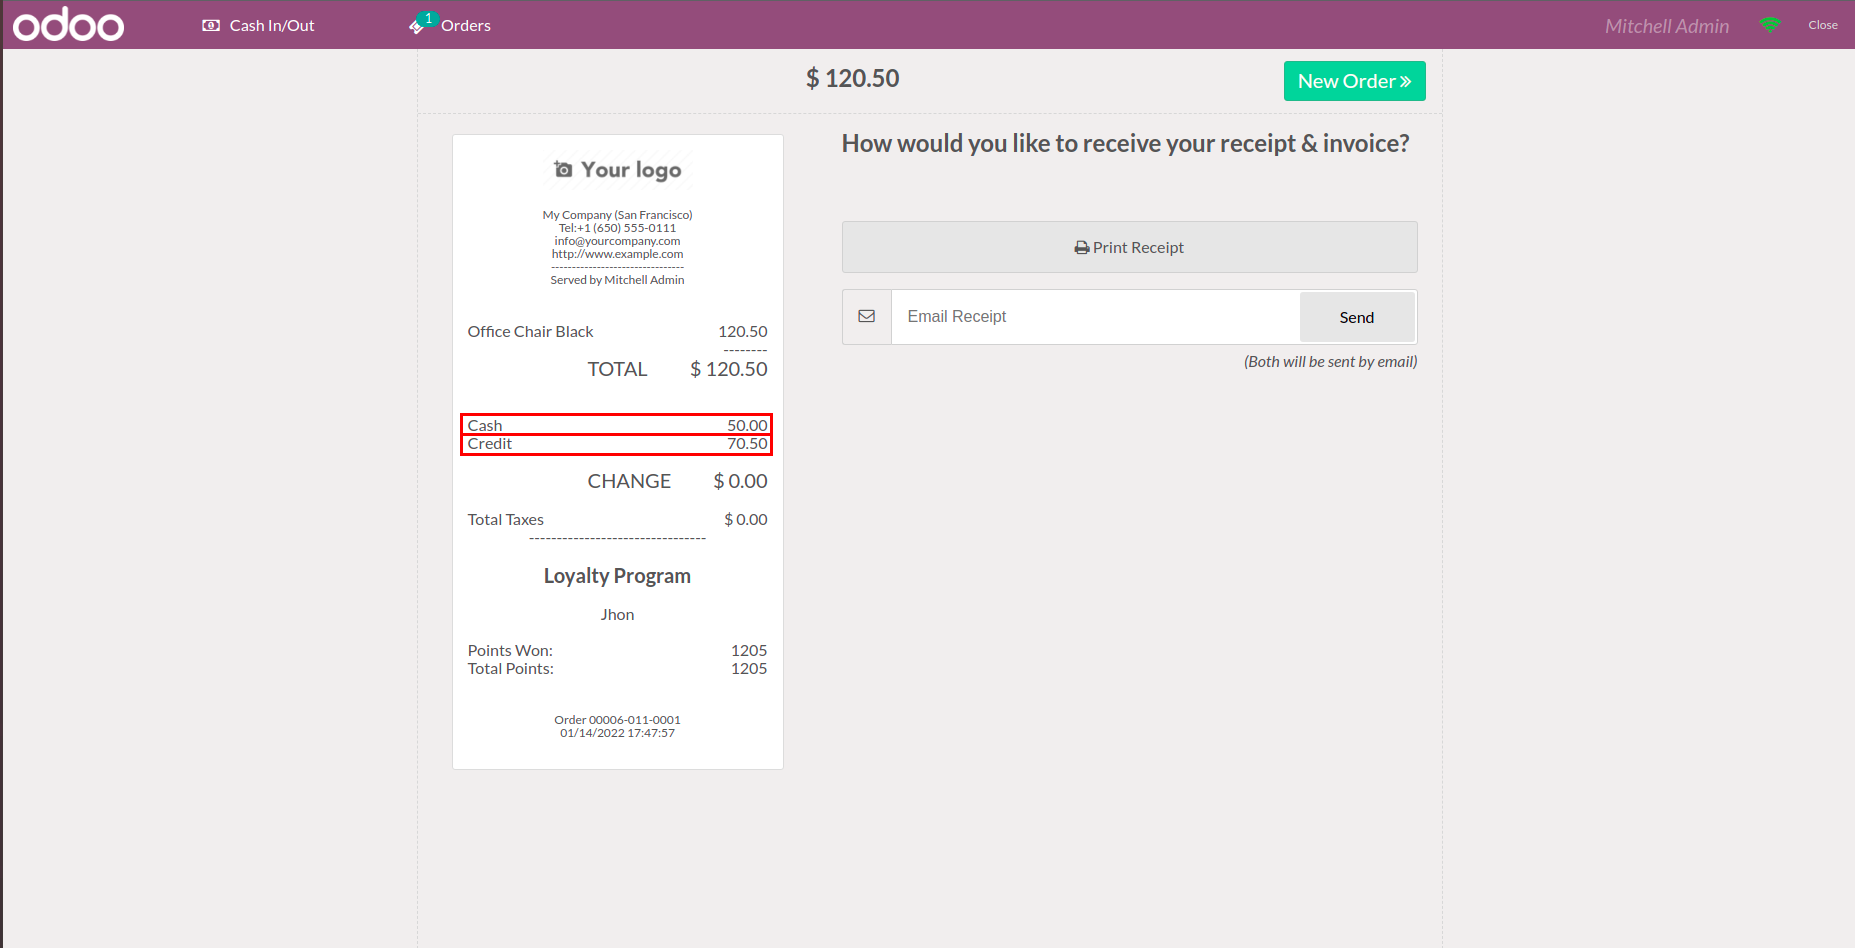 odoo
Cash In/Out
1
Orders
Mitchell Admin
Close
$ 120.50
New Order »
Your logo
My Company (San Francisco)
Tel:+1 (650) 555-0111
info@yourcompany.com
http://www.example.com
--------------------------------
Served by Mitchell Admin
Office Chair Black 120.50
--------
TOTAL $ 120.50
Cash 50.00
Credit 70.50
CHANGE $ 0.00
Total Taxes $ 0.00
--------------------------------
Loyalty Program
Jhon
Points Won: 1205
Total Points: 1205
Order 00006-011-0001
01/14/2022 17:47:57
How would you like to receive your receipt & invoice?
Print Receipt
Email Receipt
Send
(Both will be sent by email)